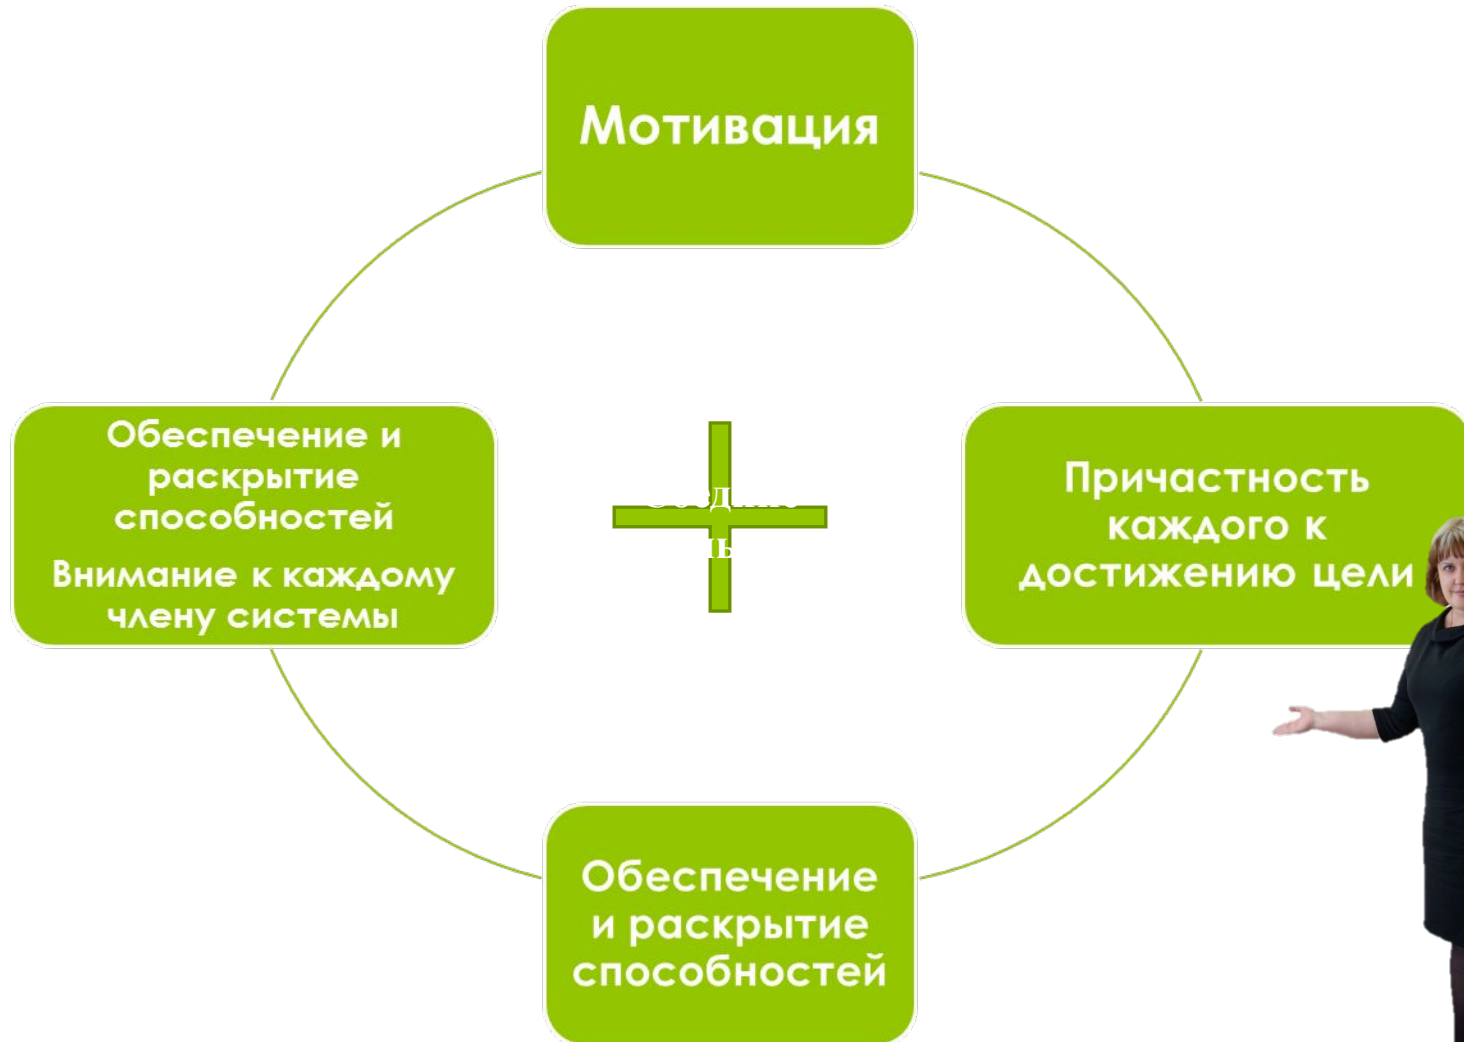 Мотивация
Обеспечение и
раскрытие
способностей
Внимание к каждому
члену системы
Причастность
каждого к
достижению цели
Обеспечение
и раскрытие
способностей